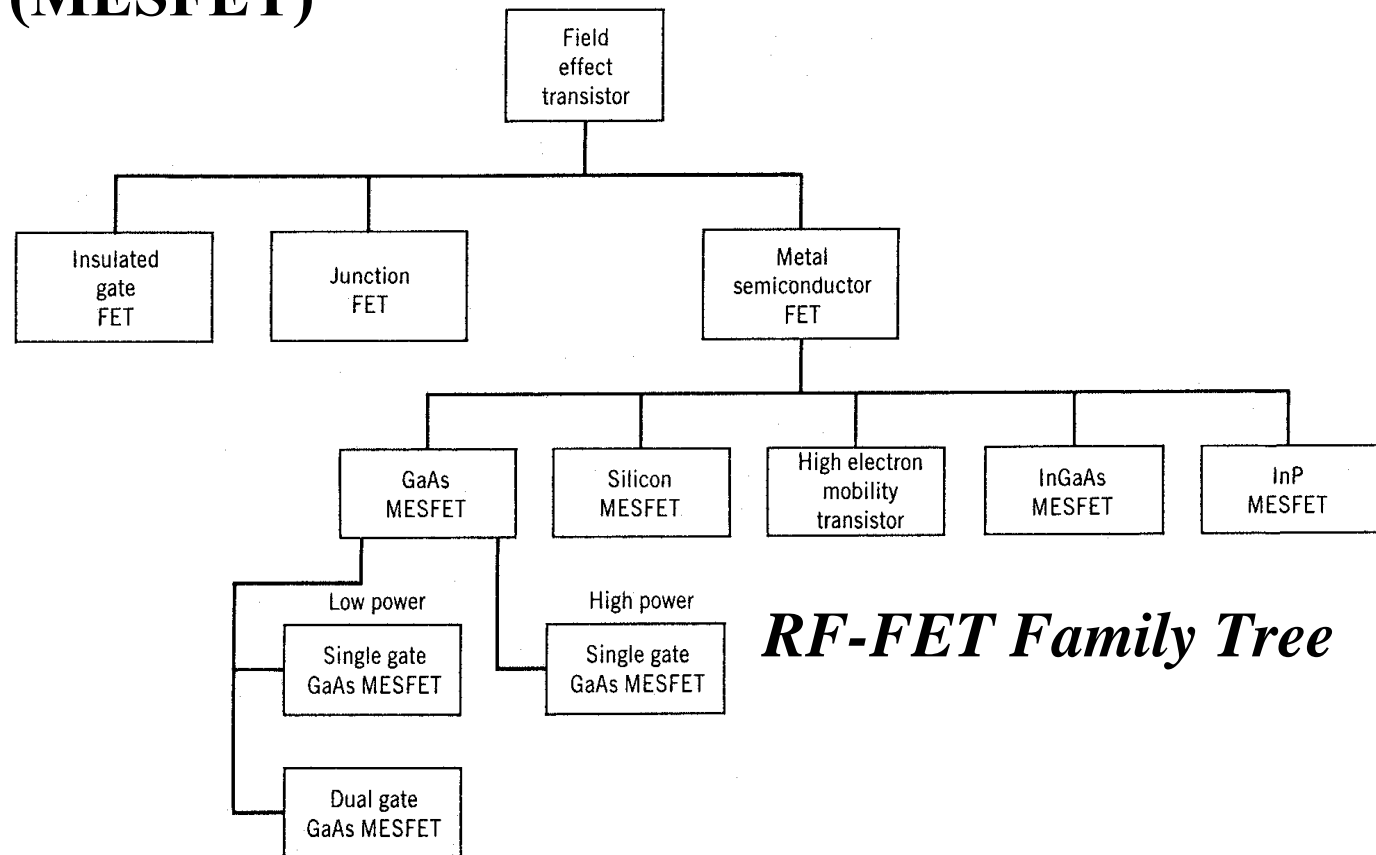 (MESFET)
Field
effect
transistor
Insulated
gate
FET
Junction
FET
Metal
semiconductor
FET
GaAs
MESFET
Silicon
MESFET
High electron
mobility
transistor
InGaAs
MESFET
InP
MESFET
Low power
High power
Single gate
GaAs MESFET
Single gate
GaAs MESFET
RF-FET Family Tree
Dual gate
GaAs MESFET